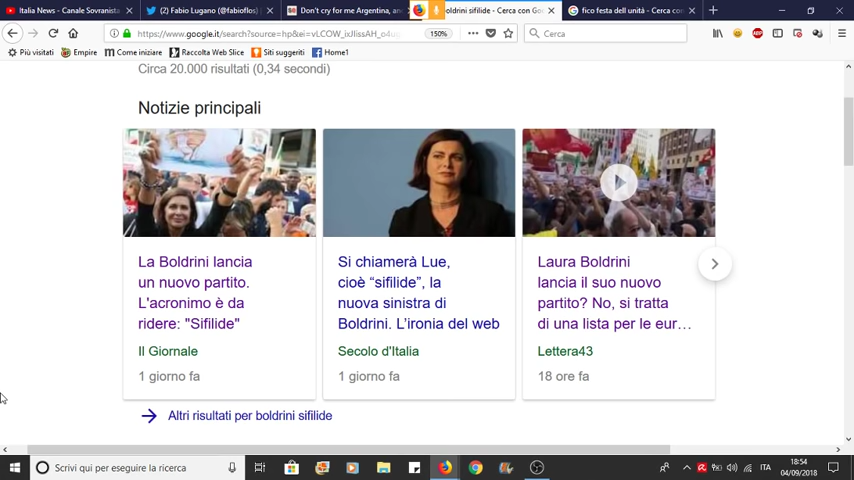 Italia News - Canale Sovranista
(2) Fabio Lugano (@fabioflos)
Don't cry for me Argentina, an
boldrini sifilide - Cerca con Go
fico festa dell unità - Cerca con
https://www.google.it/search?source=hp&ei=vLCOW_ixJIissAH_o4
150%
Cerca
Più visitati
Empire
Come iniziare
Raccolta Web Slice
Siti suggeriti
Home1
Circa 20.000 risultati (0,34 secondi)
Notizie principali
La Boldrini lancia
un nuovo partito.
L'acronimo è da
ridere: "Sifilide"
Il Giornale
1 giorno fa
Si chiamerà Lue,
cioè “sifilide”, la
nuova sinistra di
Boldrini. L’ironia del web
Secolo d'Italia
1 giorno fa
Laura Boldrini
lancia il suo nuovo
partito? No, si tratta
di una lista per le eur…
Lettera43
18 ore fa
Altri risultati per boldrini sifilide
Scrivi qui per eseguire la ricerca
ITA
18:54
04/09/2018